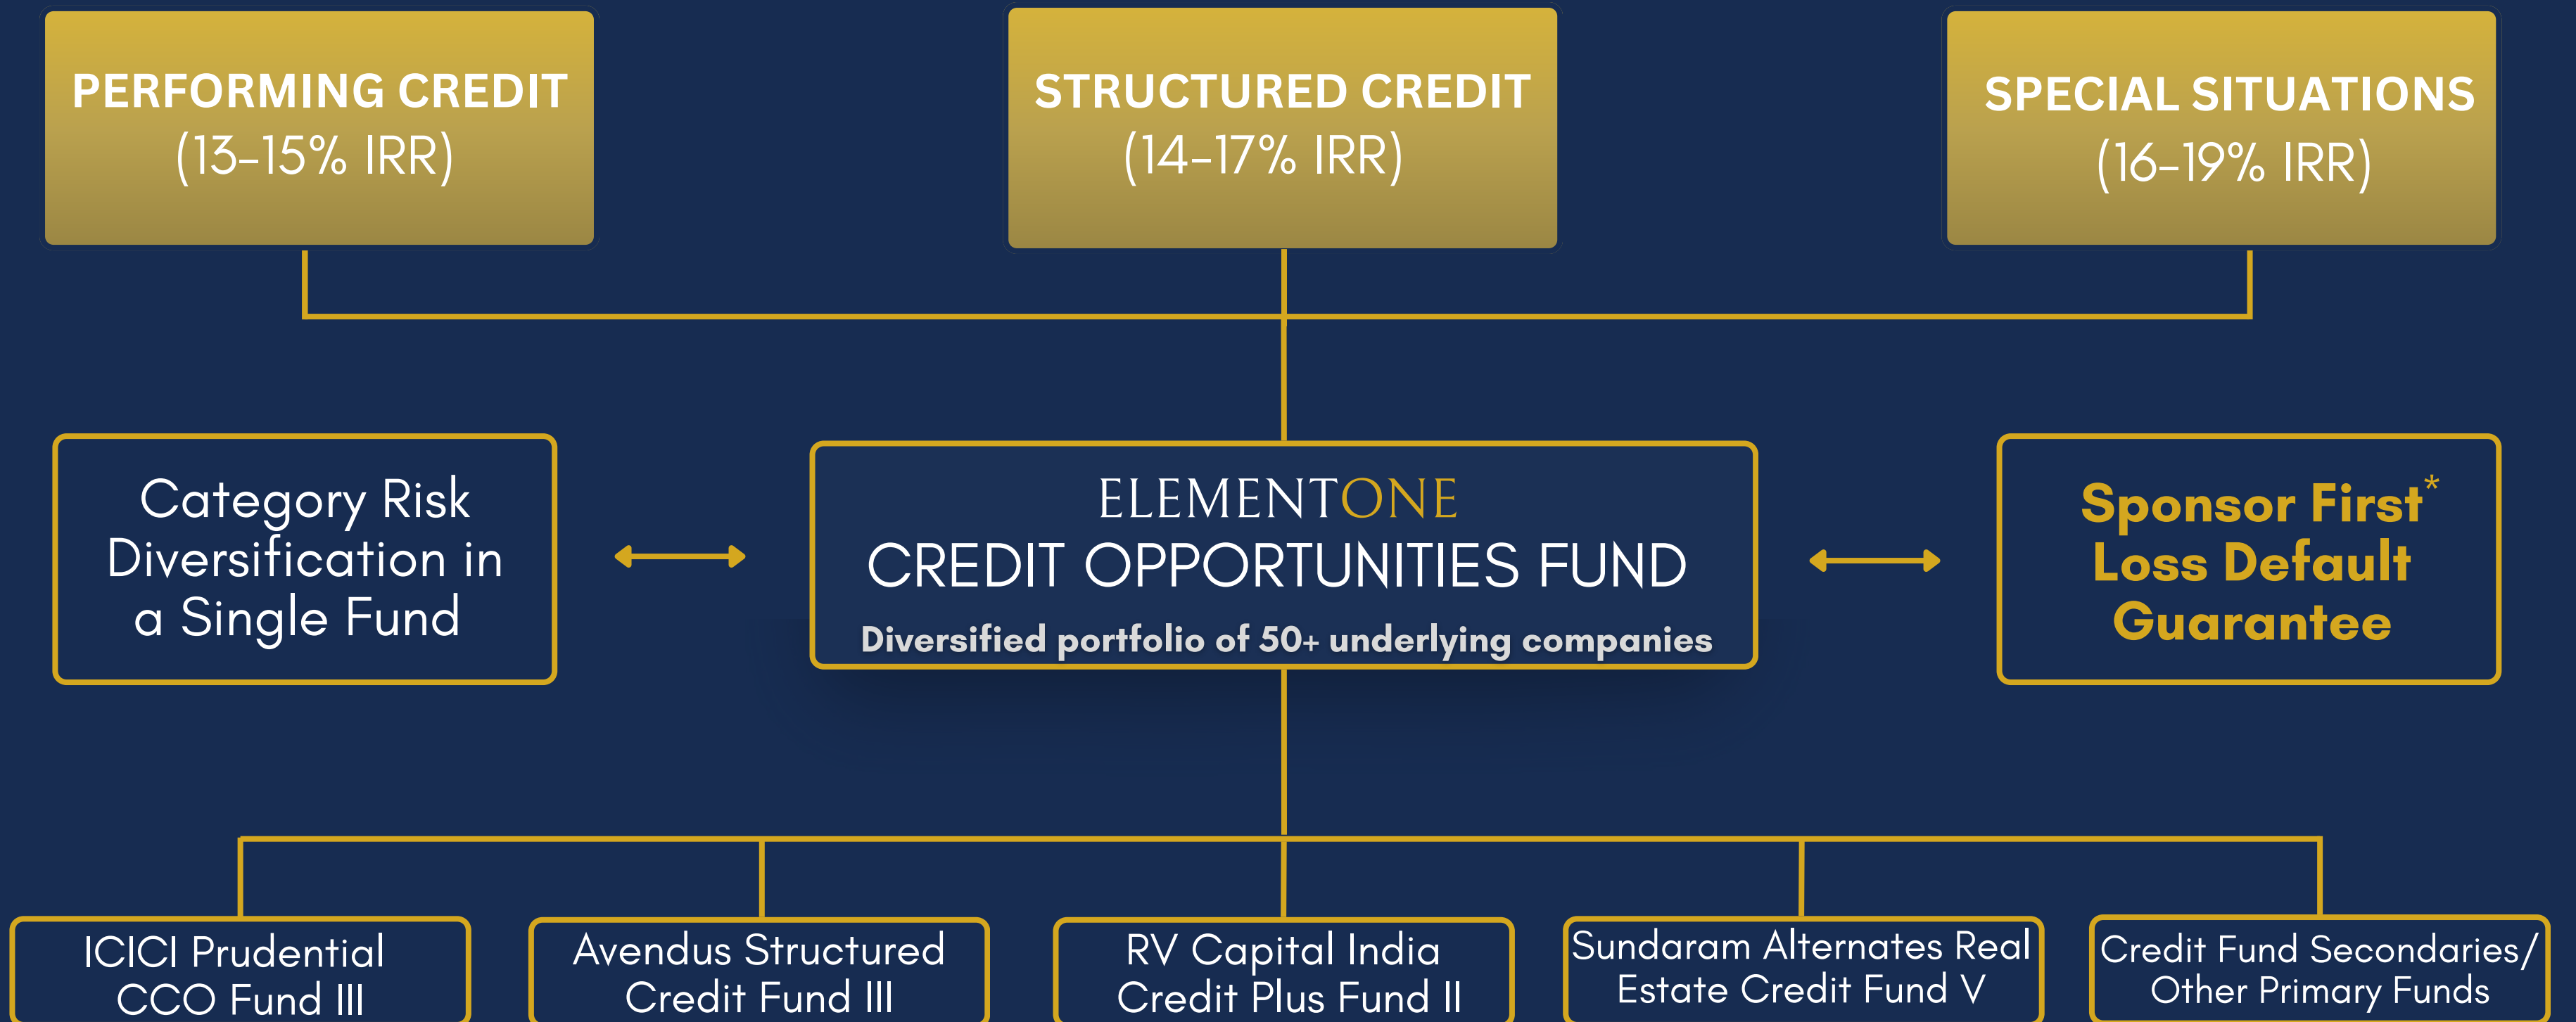 PERFORMING CREDIT
(13-15% IRR)
STRUCTURED CREDIT
(14-17% IRR)
SPECIAL SITUATIONS
(16-19% IRR)
Category Risk
Diversification in
a Single Fund
ELEMENTONE
CREDIT OPPORTUNITIES FUND
Diversified portfolio of 50+ underlying companies
Sponsor First*
Loss Default
Guarantee
ICICI Prudential
CCO Fund III
Avendus Structured
Credit Fund III
RV Capital India
Credit Plus Fund II
Sundaram Alternates Real
Estate Credit Fund V
Credit Fund Secondaries/
Other Primary Funds